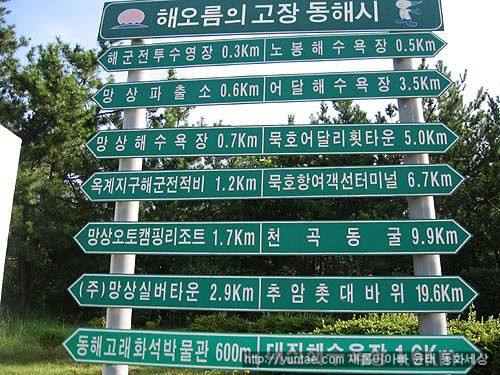 해오름의 고장 동해시
해군전투수영장 0.3Km 노봉해수욕장 0.5Km
망상파출소 0.6Km 어달해수욕장 3.5Km
망상해수욕장 0.7Km 묵호어달리횟타운 5.0Km
옥계지구해군전적비 1.2Km 묵호항여객선터미널 6.7Km
망상오토캠핑리조트 1.7Km 천곡동굴 9.9Km
(주)망상실버타운 2.9Km 추암촛대바위 19.6Km
동해고래화석박물관 600m 대진해수욕장
http://yuntae.com